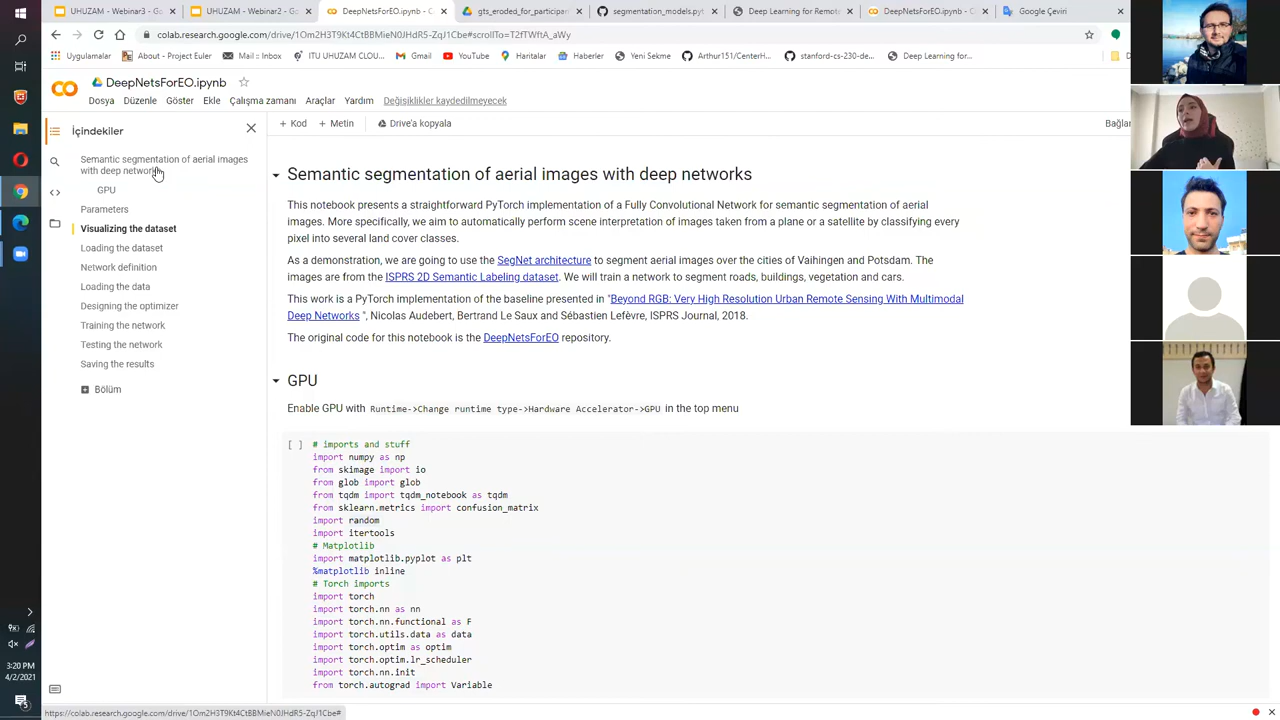 UHUZAM - Webinar3 - Google
UHUZAM - Webinar2 - Google
DeepNetsForEO.ipynb - C
gts_eroded_for_participan
segmentation_models.py
Deep Learning for Remot
DeepNetsForEO.ipynb - C
Google Çeviri
colab.research.google.com/drive/1Om2H3T9Kt4CtBBMieN0JHdR5-ZqJ1Cbe#scrollTo=T2fTWftA_aWy
Uygulamalar
About - Project Euler
Mail :: Inbox
ITU UHUZAM CLOU...
Gmail
YouTube
Haritalar
Haberler
Yeni Sekme
Arthur151/CenterH...
stanford-cs-230-de...
Deep Learning for...
DeepNetsForEO.ipynb
Dosya Düzenle Göster Ekle Çalışma zamanı Araçlar Yardım Değişiklikler kaydedilmeyecek
İçindekiler
Semantic segmentation of aerial images
with deep networks
GPU
Parameters
Visualizing the dataset
Loading the dataset
Network definition
Loading the data
Designing the optimizer
Training the network
Testing the network
Saving the results
Bölüm
+ Kod + Metin Drive'a kopyala
Bağlan
Semantic segmentation of aerial images with deep networks
This notebook presents a straightforward PyTorch implementation of a Fully Convolutional Network for semantic segmentation of aerial
images. More specifically, we aim to automatically perform scene interpretation of images taken from a plane or a satellite by classifying every
pixel into several land cover classes.
As a demonstration, we are going to use the SegNet architecture to segment aerial images over the cities of Vaihingen and Potsdam. The
images are from the ISPRS 2D Semantic Labeling dataset. We will train a network to segment roads, buildings, vegetation and cars.
This work is a PyTorch implementation of the baseline presented in "Beyond RGB: Very High Resolution Urban Remote Sensing With Multimodal
Deep Networks ", Nicolas Audebert, Bertrand Le Saux and Sébastien Lefèvre, ISPRS Journal, 2018.
The original code for this notebook is the DeepNetsForEO repository.
GPU
Enable GPU with Runtime->Change runtime type->Hardware Accelerator->GPU in the top menu
[ ] # imports and stuff
import numpy as np
from skimage import io
from glob import glob
from tqdm import tqdm_notebook as tqdm
from sklearn.metrics import confusion_matrix
import random
import itertools
# Matplotlib
import matplotlib.pyplot as plt
%matplotlib inline
# Torch imports
import torch
import torch.nn as nn
import torch.nn.functional as F
import torch.utils.data as data
import torch.optim as optim
import torch.optim.lr_scheduler
import torch.nn.init
from torch.autograd import Variable
3:20 PM
4/2/2021
https://colab.research.google.com/drive/1Om2H3T9Kt4CtBBMieN0JHdR5-ZqJ1Cbe#